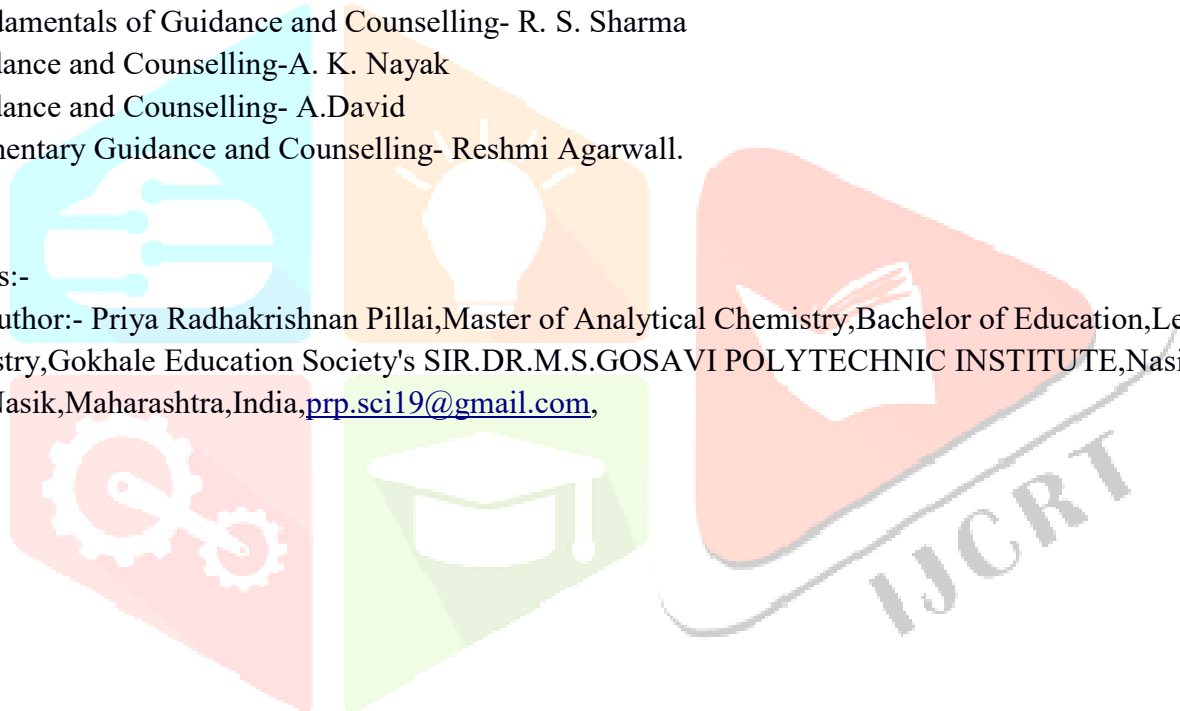 damentals of Guidance and Counselling- R. S. Sharma
dance and Counselling-A. K. Nayak
dance and Counselling- A.David
nentary Guidance and Counselling- Reshmi Agarwall.
s:-
uthor:- Priya Radhakrishnan Pillai,Master of Analytical Chemistry,Bachelor of Education,Le
stry,Gokhale Education Society's SIR.DR.M.S.GOSAVI POLYTECHNIC INSTITUTE,Nasi
Nasik,Maharashtra,India,prp.sci19@gmail.com,
IJCRT